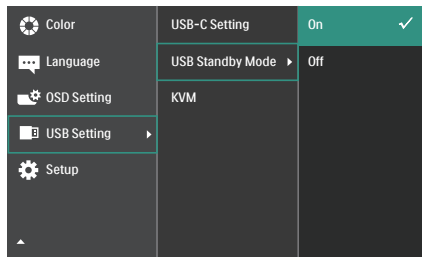 Color
Language
OSD Setting
USB Setting
Setup
USB-C Setting
USB Standby Mode
KVM
On
Off